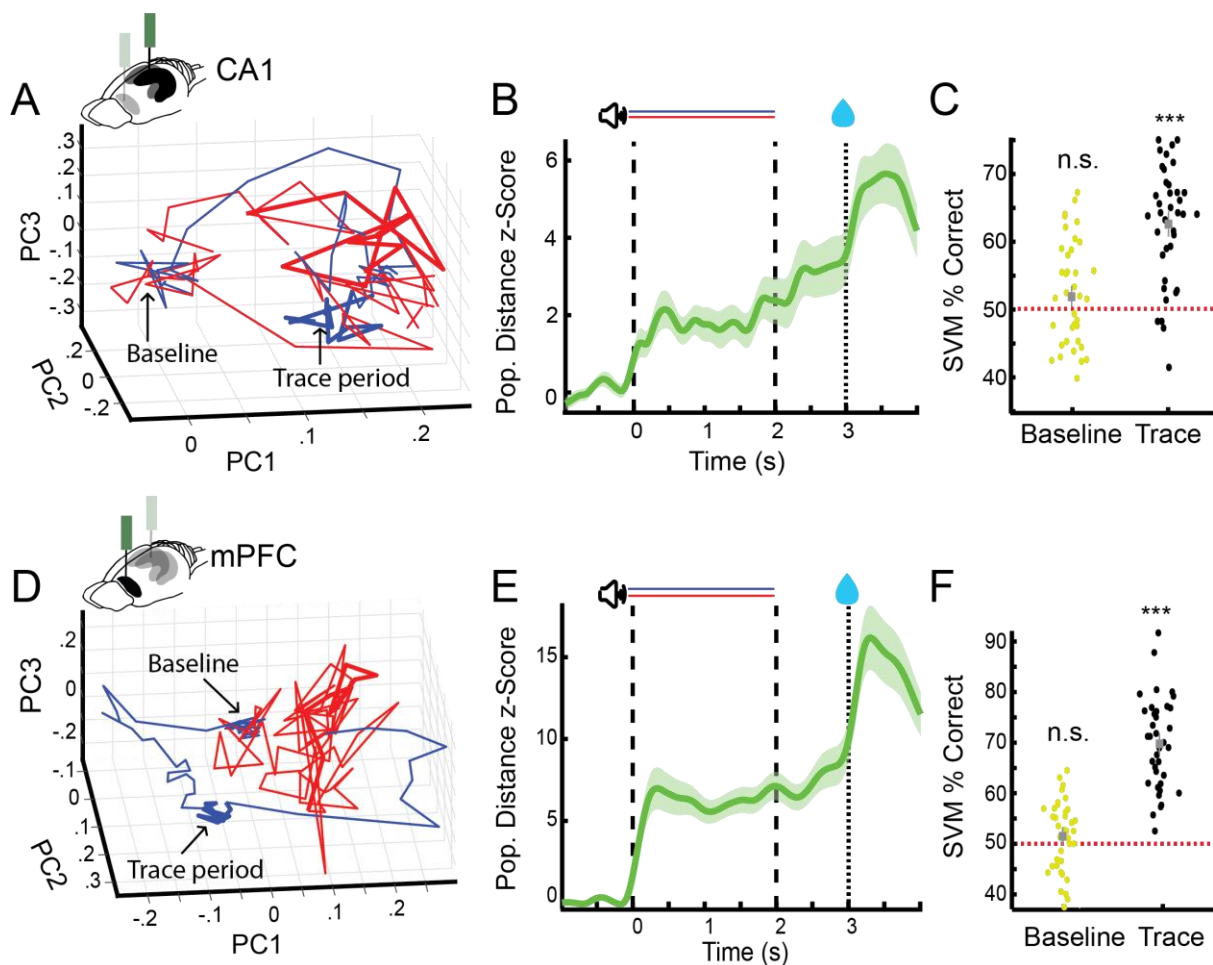 CA1
A
PC3
.3
.2
.1
0
-.1
-.2
-.3
Baseline
Trace period
PC2
.2
0
-.2
0
.1
.2
PC1
B
Pop. Distance z-Score
6
4
2
0
0
1
2
3
Time (s)
C
***
n.s.
SVM % Correct
70
60
50
40
Baseline
Trace
mPFC
D
PC3
.2
.1
0
-.1
-.2
Baseline
Trace period
PC2
-.1
0
.1
.2
.3
-.2
-.1
0
.1
.2
PC1
E
Pop. Distance z-Score
15
10
5
0
0
1
2
3
Time (s)
F
***
n.s.
SVM % Correct
90
80
70
60
50
40
Baseline
Trace